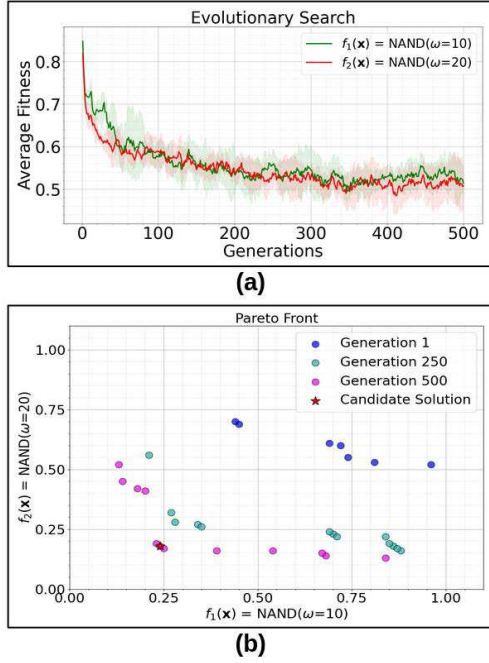 Evolutionary Search
f₁(x) = NAND(ω=10)
f₂(x) = NAND(ω=20)
Average Fitness
0.8
0.7
0.6
0.5
0 100 200 300 400 500
Generations
(a)
Pareto Front
Generation 1
Generation 250
Generation 500
Candidate Solution
f₂(x) = NAND(ω=20)
1.00
0.75
0.50
0.25
0.00
0.00 0.25 0.50 0.75 1.00
f₁(x) = NAND(ω=10)
(b)